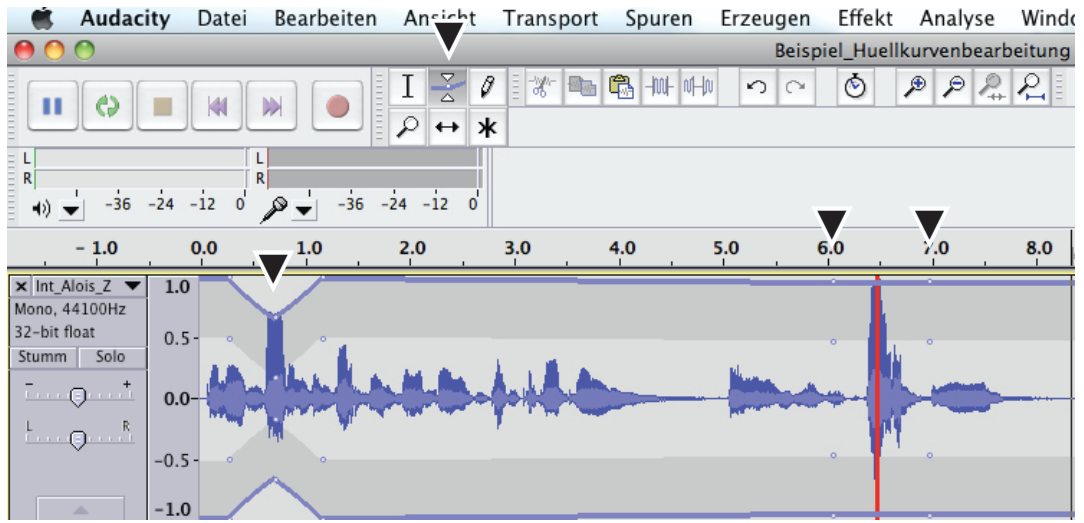 Audacity Datei Bearbeiten Ansicht Transport Spuren Erzeugen Effekt Analyse
Beispiel_Huellkurvenbearbeitung
L
R
-36 -24 -12 0
L
R
-36 -24 -12 0
- 1.0 0.0 1.0 2.0 3.0 4.0 5.0 6.0 7.0 8.0
Int_Alois_Z
Mono, 44100Hz
32-bit float
Stumm Solo
- +
L R
1.0
0.5
0.0
-0.5
-1.0